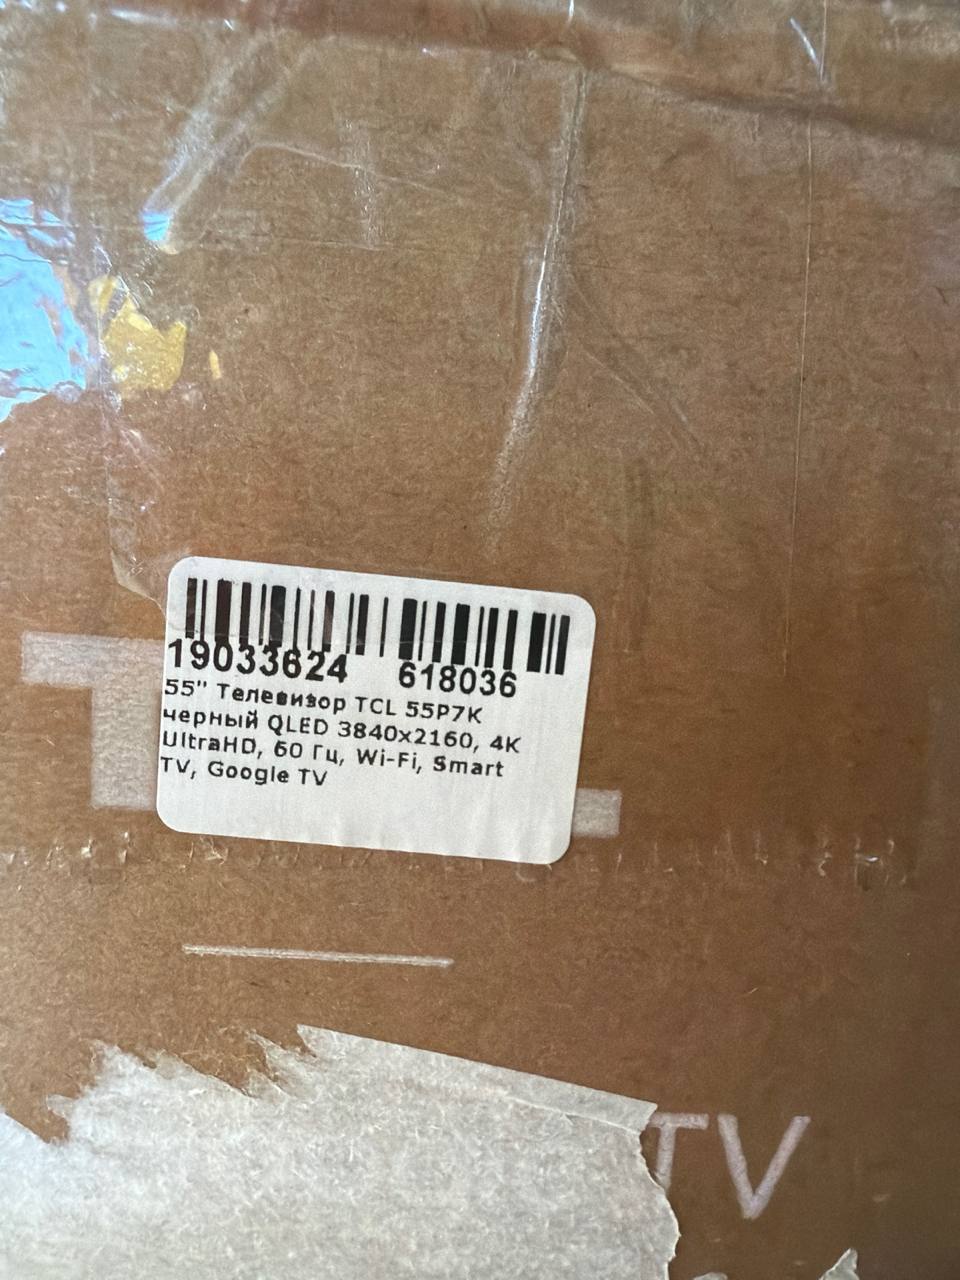 19033624 618036
55" Телевизор TCL 55P7K
черный QLED 3840x2160, 4K
UltraHD, 60 Гц, Wi-Fi, Smart
TV, Google TV
TV